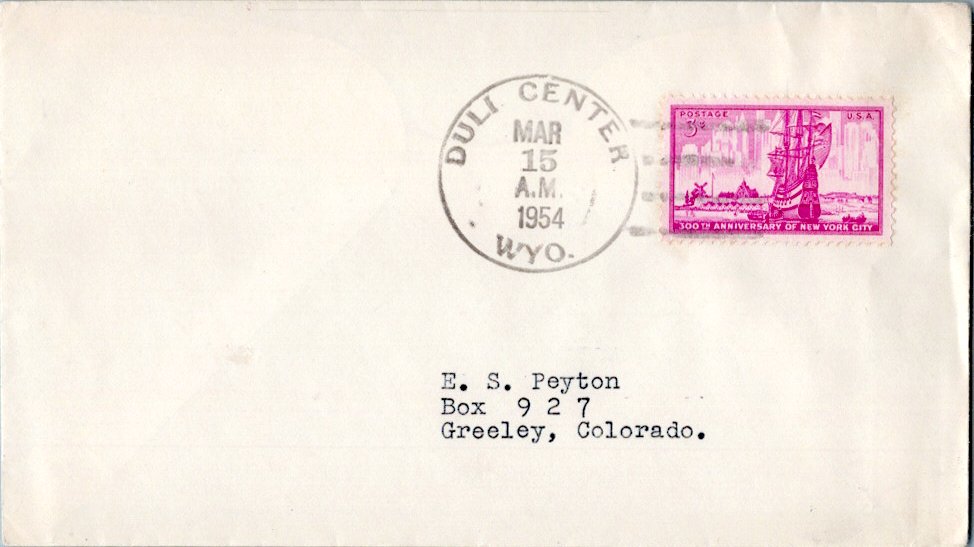 DULL CENTER
MAR
15
A.M.
1954
WYO.
POSTAGE
3¢
U.S.A.
300TH ANNIVERSARY OF NEW YORK CITY
E. S. Peyton
Box 9 2 7
Greeley, Colorado.